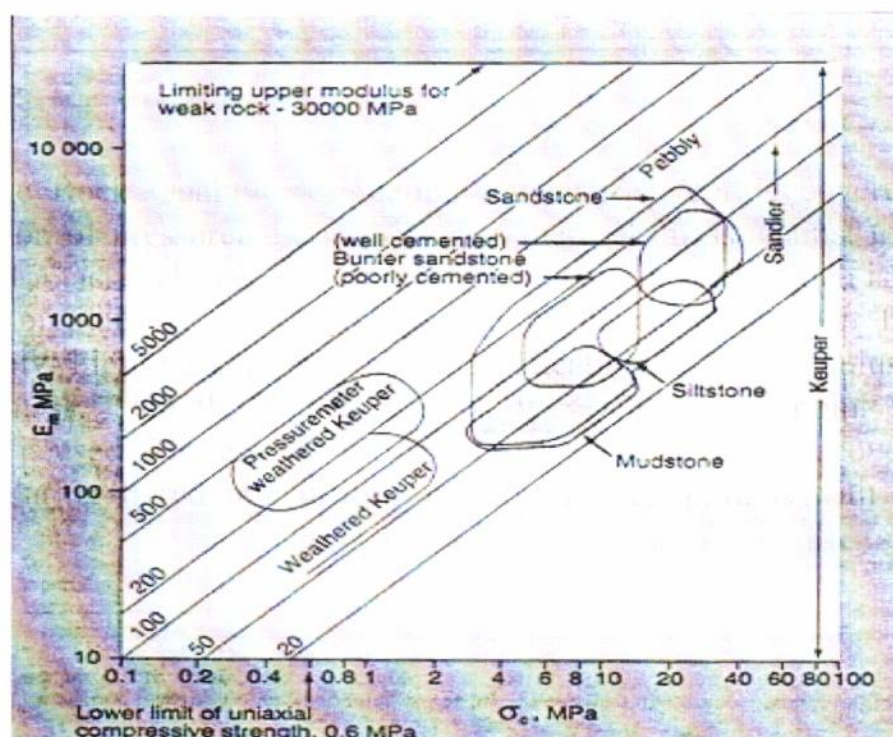 Limiting upper modulus for
weak rock - 30000 MPa
10 000
Pebbly
Sandstone
(well cemented)
Bunter sandstone
(poorly cemented)
Sandler
1000
5000
Keuper
Eₘ, MPa
Siltstone
2000
Pressuremeter
weathered Keuper
1000
Mudstone
100
500
Weathered Keuper
200
100
50
20
10
0.1 0.2 0.4 0.8 1 2 4 6 8 10 20 40 60 80 100
Lower limit of uniaxial
compressive strength, 0.6 MPa
σc, MPa